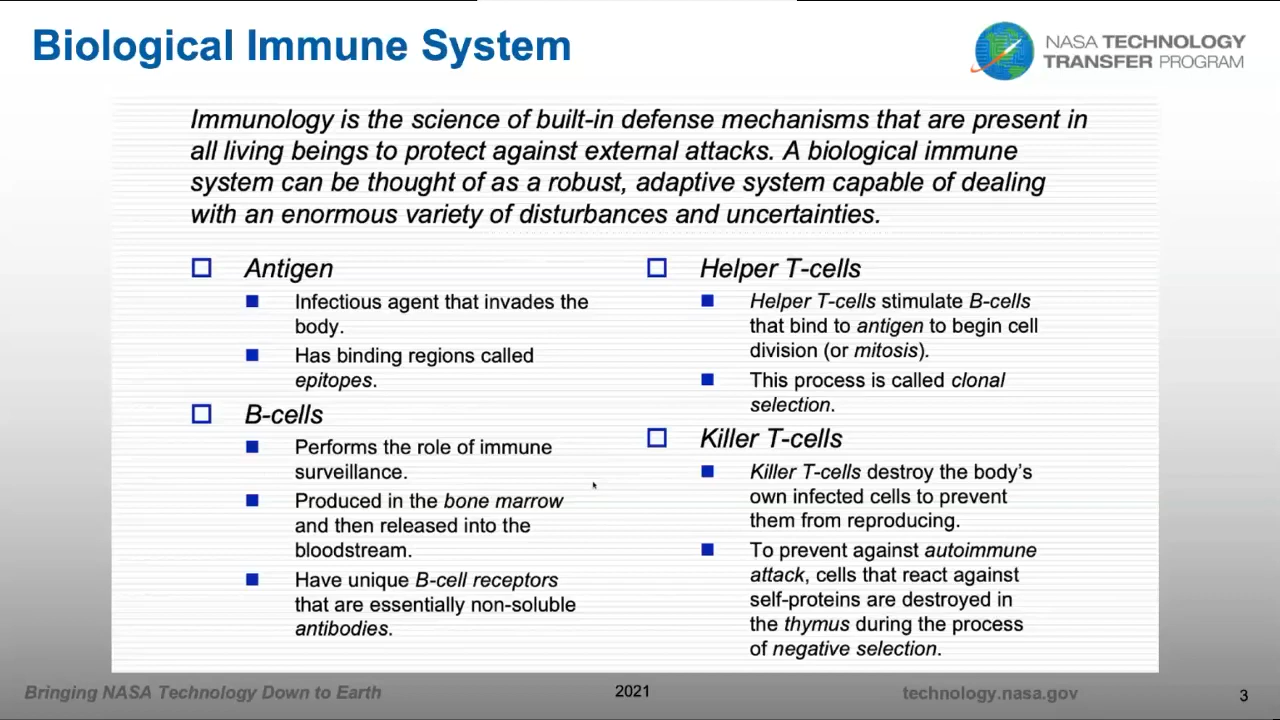 Biological Immune System
NASA TECHNOLOGY
TRANSFER PROGRAM
Immunology is the science of built-in defense mechanisms that are present in
all living beings to protect against external attacks. A biological immune
system can be thought of as a robust, adaptive system capable of dealing
with an enormous variety of disturbances and uncertainties.
Antigen
Infectious agent that invades the
body.
Has binding regions called
epitopes.
B-cells
Performs the role of immune
surveillance.
Produced in the bone marrow
and then released into the
bloodstream.
Have unique B-cell receptors
that are essentially non-soluble
antibodies.
Helper T-cells
Helper T-cells stimulate B-cells
that bind to antigen to begin cell
division (or mitosis).
This process is called clonal
selection.
Killer T-cells
Killer T-cells destroy the body's
own infected cells to prevent
them from reproducing.
To prevent against autoimmune
attack, cells that react against
self-proteins are destroyed in
the thymus during the process
of negative selection.
Bringing NASA Technology Down to Earth
2021
technology.nasa.gov
3